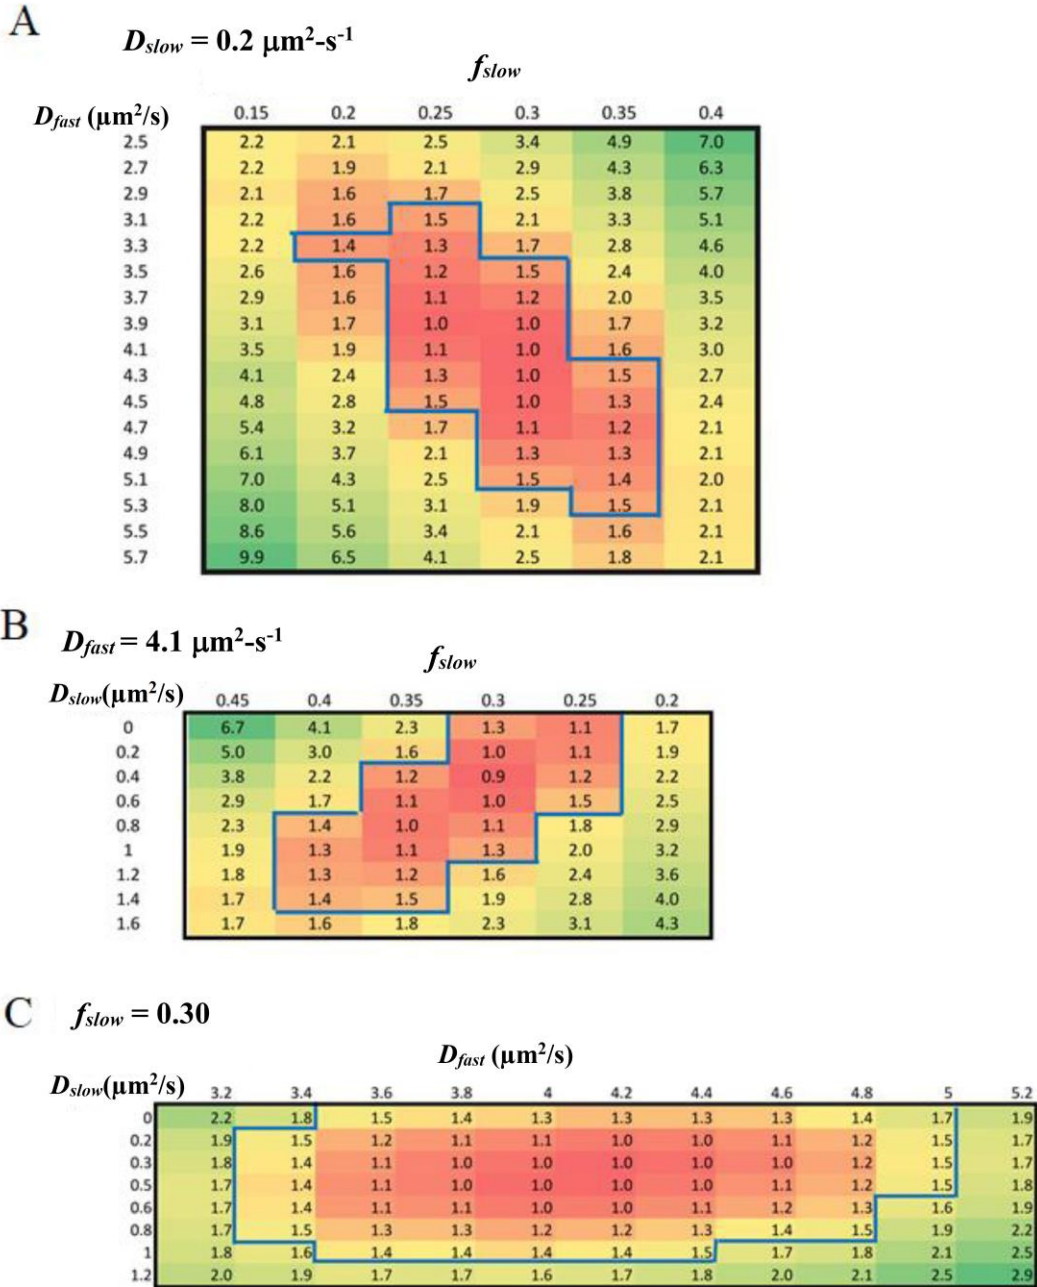 A
Dslow = 0.2 μm²-s⁻¹
fslow
Dfast (μm²/s) 0.15 0.2 0.25 0.3 0.35 0.4
2.5 2.2 2.1 2.5 3.4 4.9 7.0
2.7 2.2 1.9 2.1 2.9 4.3 6.3
2.9 2.1 1.6 1.7 2.5 3.8 5.7
3.1 2.2 1.6 1.5 2.1 3.3 5.1
3.3 2.2 1.4 1.3 1.7 2.8 4.6
3.5 2.6 1.6 1.2 1.5 2.4 4.0
3.7 2.9 1.6 1.1 1.2 2.0 3.5
3.9 3.1 1.7 1.0 1.0 1.7 3.2
4.1 3.5 1.9 1.1 1.0 1.6 3.0
4.3 4.1 2.4 1.3 1.0 1.5 2.7
4.5 4.8 2.8 1.5 1.0 1.3 2.4
4.7 5.4 3.2 1.7 1.1 1.2 2.1
4.9 6.1 3.7 2.1 1.3 1.3 2.1
5.1 7.0 4.3 2.5 1.5 1.4 2.0
5.3 8.0 5.1 3.1 1.9 1.5 2.1
5.5 8.6 5.6 3.4 2.1 1.6 2.1
5.7 9.9 6.5 4.1 2.5 1.8 2.1
B
Dfast = 4.1 μm²-s⁻¹
fslow
Dslow(μm²/s) 0.45 0.4 0.35 0.3 0.25 0.2
0 6.7 4.1 2.3 1.3 1.1 1.7
0.2 5.0 3.0 1.6 1.0 1.1 1.9
0.4 3.8 2.2 1.2 0.9 1.2 2.2
0.6 2.9 1.7 1.1 1.0 1.5 2.5
0.8 2.3 1.4 1.0 1.1 1.8 2.9
1 1.9 1.3 1.1 1.3 2.0 3.2
1.2 1.8 1.3 1.2 1.6 2.4 3.6
1.4 1.7 1.4 1.5 1.9 2.8 4.0
1.6 1.7 1.6 1.8 2.3 3.1 4.3
C
fslow = 0.30
Dfast (μm²/s)
Dslow(μm²/s) 3.2 3.4 3.6 3.8 4 4.2 4.4 4.6 4.8 5 5.2
0 2.2 1.8 1.5 1.4 1.3 1.3 1.3 1.3 1.4 1.7 1.9
0.2 1.9 1.5 1.2 1.1 1.1 1.0 1.0 1.1 1.2 1.5 1.7
0.3 1.8 1.4 1.1 1.0 1.0 1.0 1.0 1.0 1.2 1.5 1.7
0.5 1.7 1.4 1.1 1.0 1.0 1.0 1.0 1.1 1.2 1.5 1.8
0.6 1.7 1.4 1.1 1.1 1.0 1.0 1.1 1.2 1.3 1.6 1.9
0.8 1.7 1.5 1.3 1.3 1.2 1.2 1.3 1.4 1.5 1.9 2.2
1 1.8 1.6 1.4 1.4 1.4 1.4 1.5 1.7 1.8 2.1 2.5
1.2 2.0 1.9 1.7 1.7 1.6 1.7 1.8 2.0 2.1 2.5 2.9